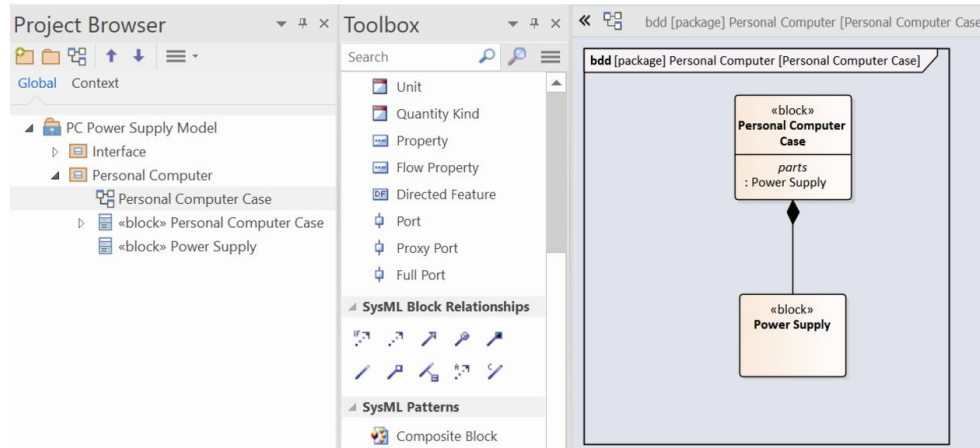 Project Browser
Global Context
PC Power Supply Model
Interface
Personal Computer
Personal Computer Case
«block» Personal Computer Case
«block» Power Supply
Toolbox
Search
Unit
Quantity Kind
Property
Flow Property
DF Directed Feature
Port
Proxy Port
Full Port
SysML Block Relationships
SysML Patterns
Composite Block
bdd [package] Personal Computer [Personal Computer Case
bdd [package] Personal Computer [Personal Computer Case]
«block»
Personal Computer
Case
parts
: Power Supply
«block»
Power Supply